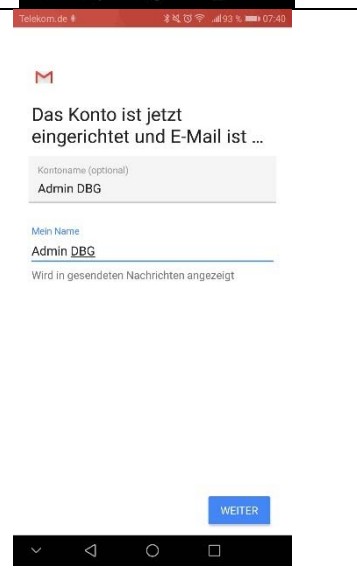 Telekom.de 93 % 07:40
Das Konto ist jetzt
eingerichtet und E-Mail ist ...
Kontoname (optional)
Admin DBG
Mein Name
Admin DBG
Wird in gesendeten Nachrichten angezeigt
WEITER